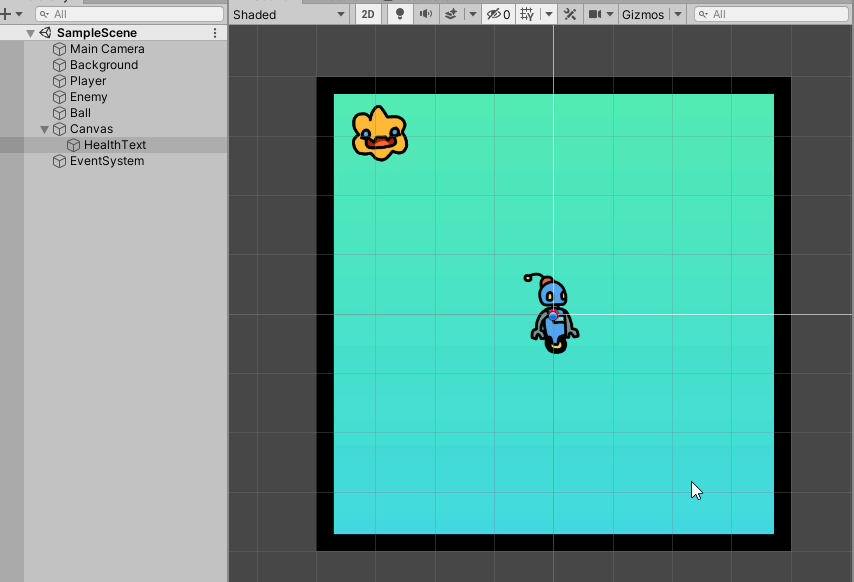 All
SampleScene
Main Camera
Background
Player
Enemy
Ball
Canvas
HealthText
EventSystem
Shaded
2D
0
Gizmos
All